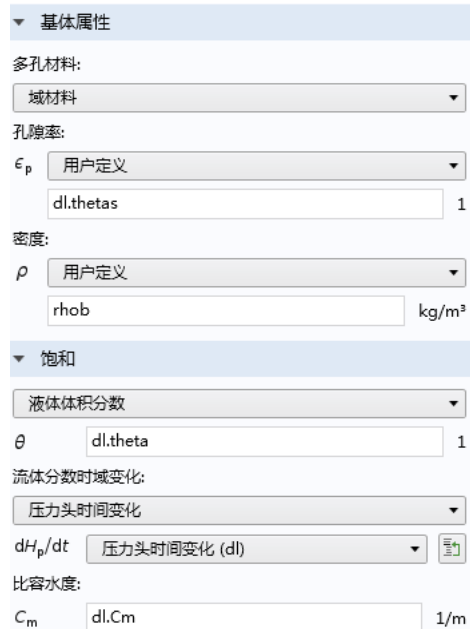 基体属性
多孔材料:
域材料
孔隙率:
ϵp 用户定义
dl.thetas 1
密度:
ρ 用户定义
rhob kg/m³
饱和
液体体积分数
θ dl.theta 1
流体分数时域变化:
压力头时间变化
dHp/dt 压力头时间变化 (dl)
比容水度:
Cm dl.Cm 1/m